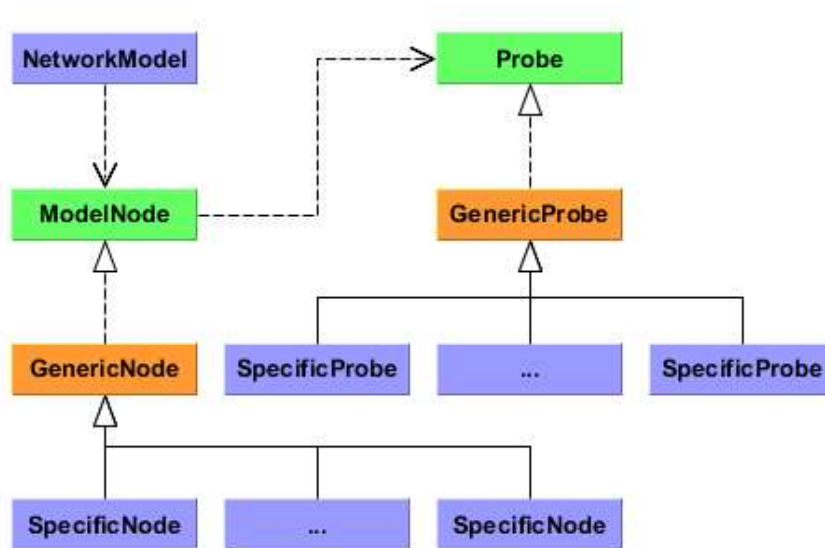 NetworkModel
Probe
ModelNode
GenericProbe
GenericNode
SpecificProbe
...
SpecificProbe
SpecificNode
...
SpecificNode